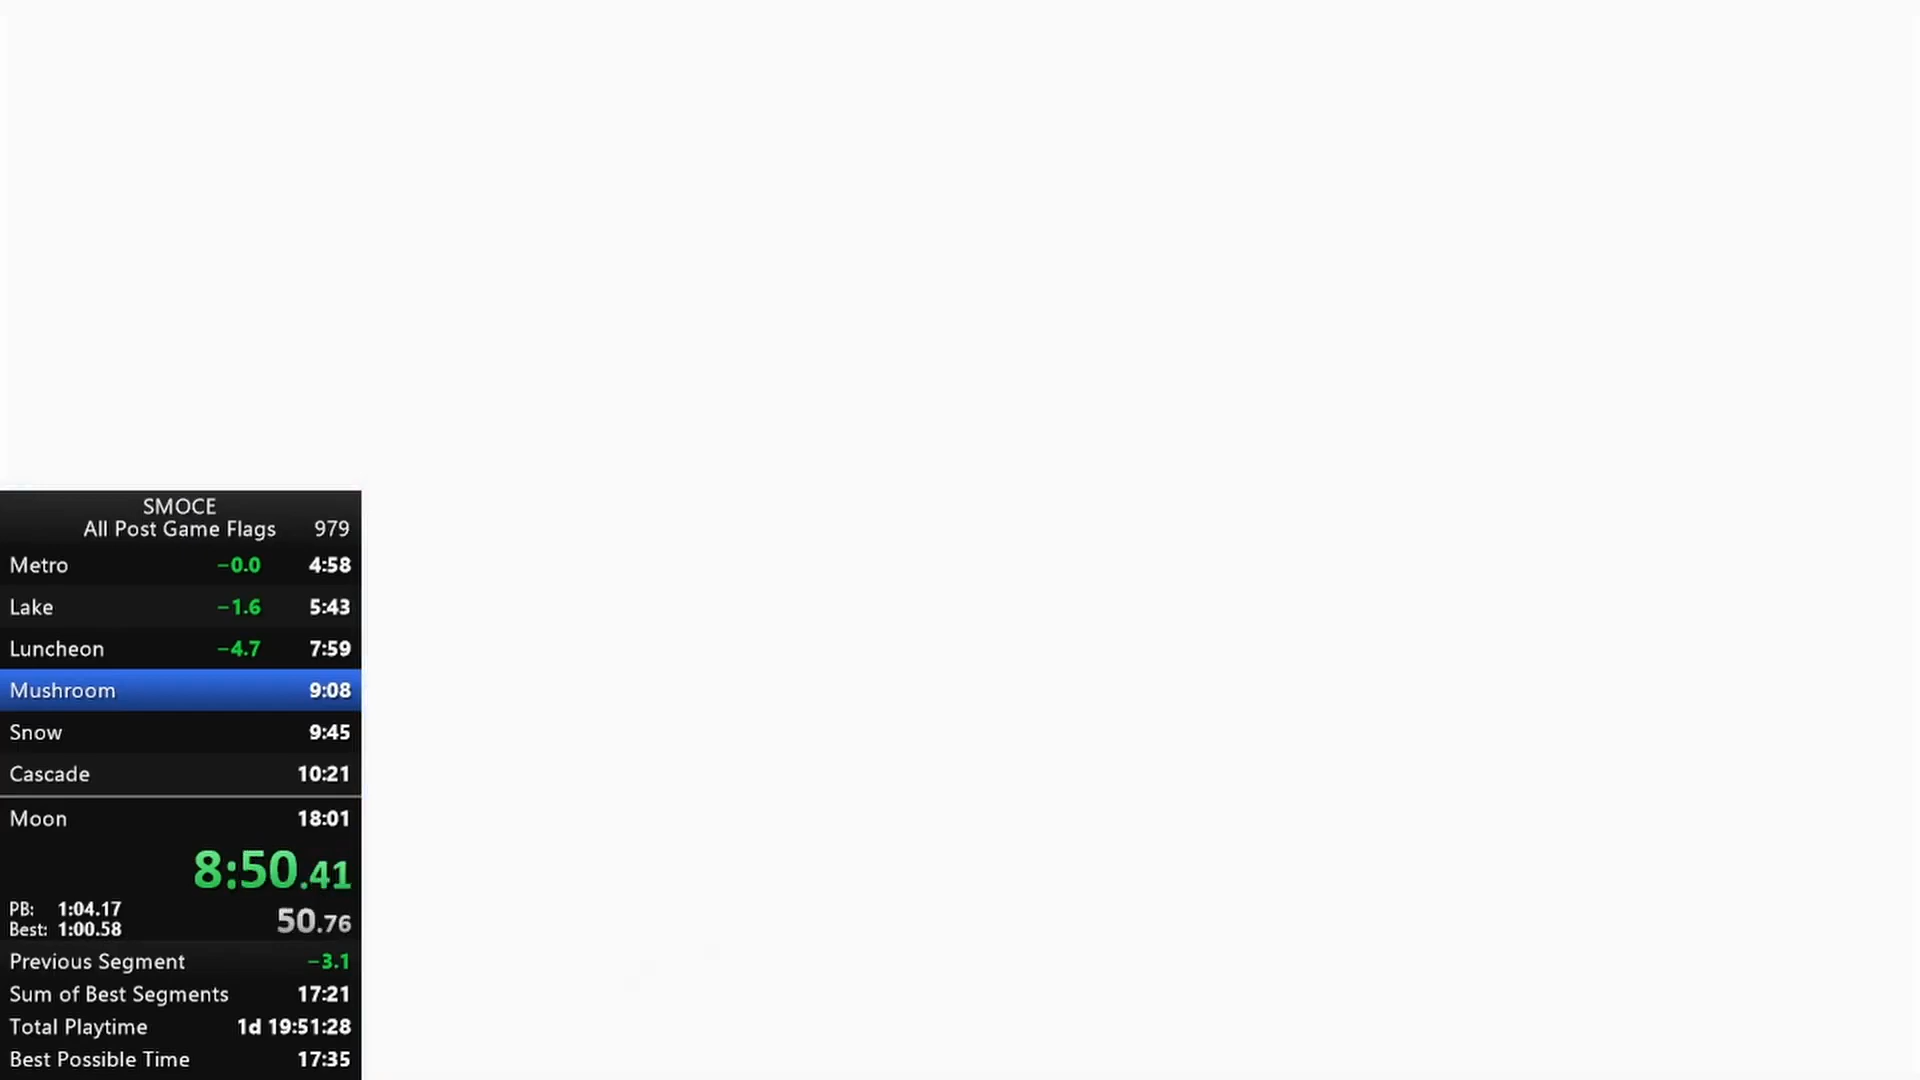 SMOCE
All Post Game Flags 979
Metro −0.0 4:58
Lake −1.6 5:43
Luncheon −4.7 7:59
Mushroom 9:08
Snow 9:45
Cascade 10:21
Moon 18:01
8:50.41
PB: 1:04.17 50.76
Best: 1:00.58
Previous Segment −3.1
Sum of Best Segments 17:21
Total Playtime 1d 19:51:28
Best Possible Time 17:35